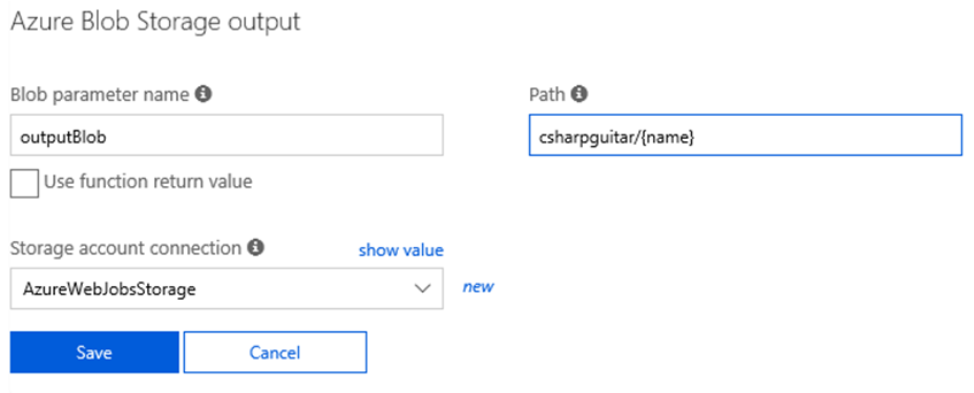 Azure Blob Storage output
Blob parameter name
Path
outputBlob
csharpguitar/{name}
Use function return value
Storage account connection
show value
AzureWebJobsStorage
new
Save
Cancel